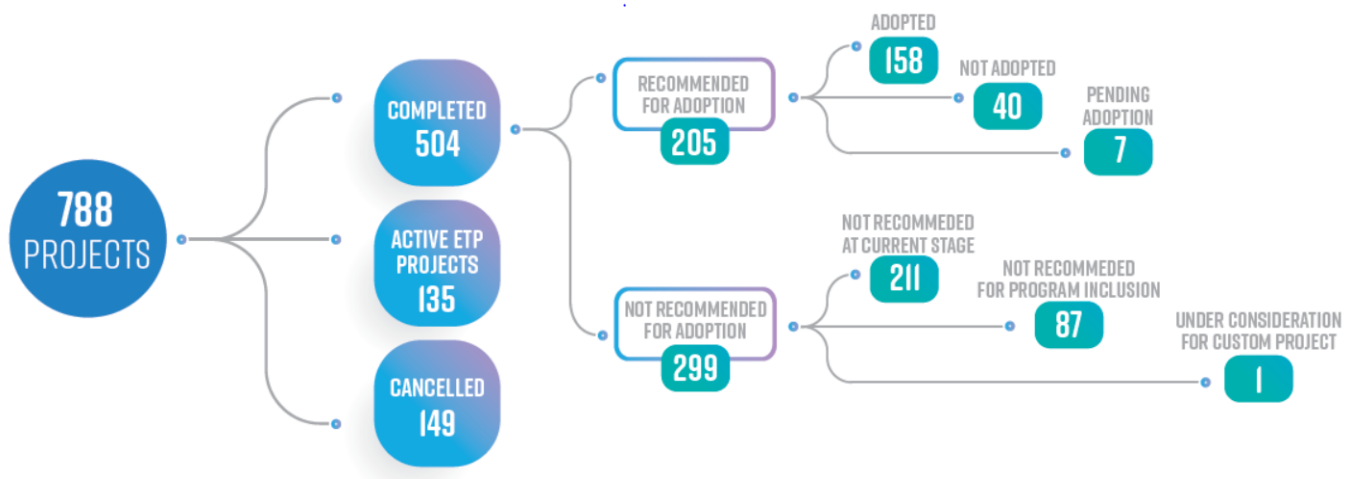 788
PROJECTS
COMPLETED
504
ACTIVE ETP
PROJECTS
135
CANCELLED
149
RECOMMENDED
FOR ADOPTION
205
ADOPTED
158
NOT ADOPTED
40
PENDING
ADOPTION
7
NOT RECOMMENDED
FOR ADOPTION
299
NOT RECOMMEDED
AT CURRENT STAGE
211
NOT RECOMMEDED
FOR PROGRAM INCLUSION
87
UNDER CONSIDERATION
FOR CUSTOM PROJECT
1